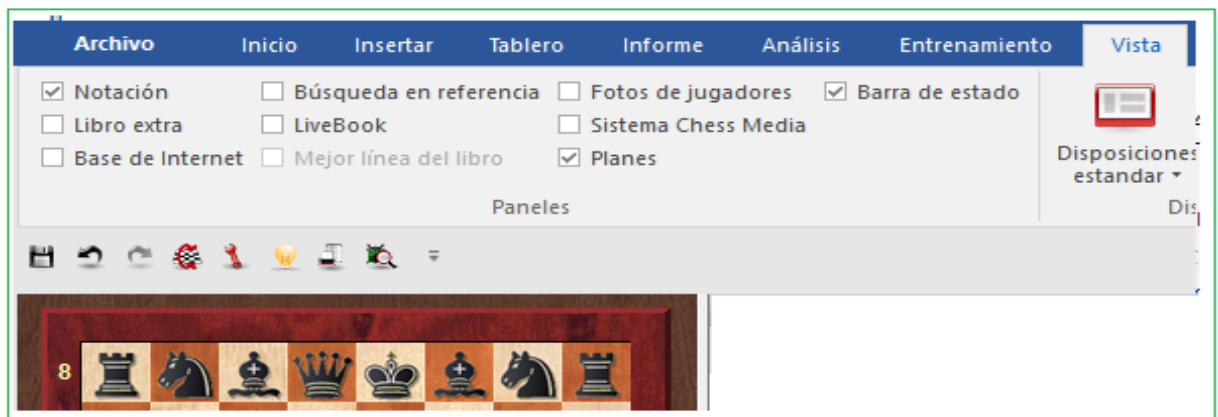 Archivo Inicio Insertar Tablero Informe Análisis Entrenamiento Vista
Notación Búsqueda en referencia Fotos de jugadores Barra de estado
Libro extra LiveBook Sistema Chess Media
Base de Internet Mejor línea del libro Planes
Disposiciones
estandar
Paneles
8